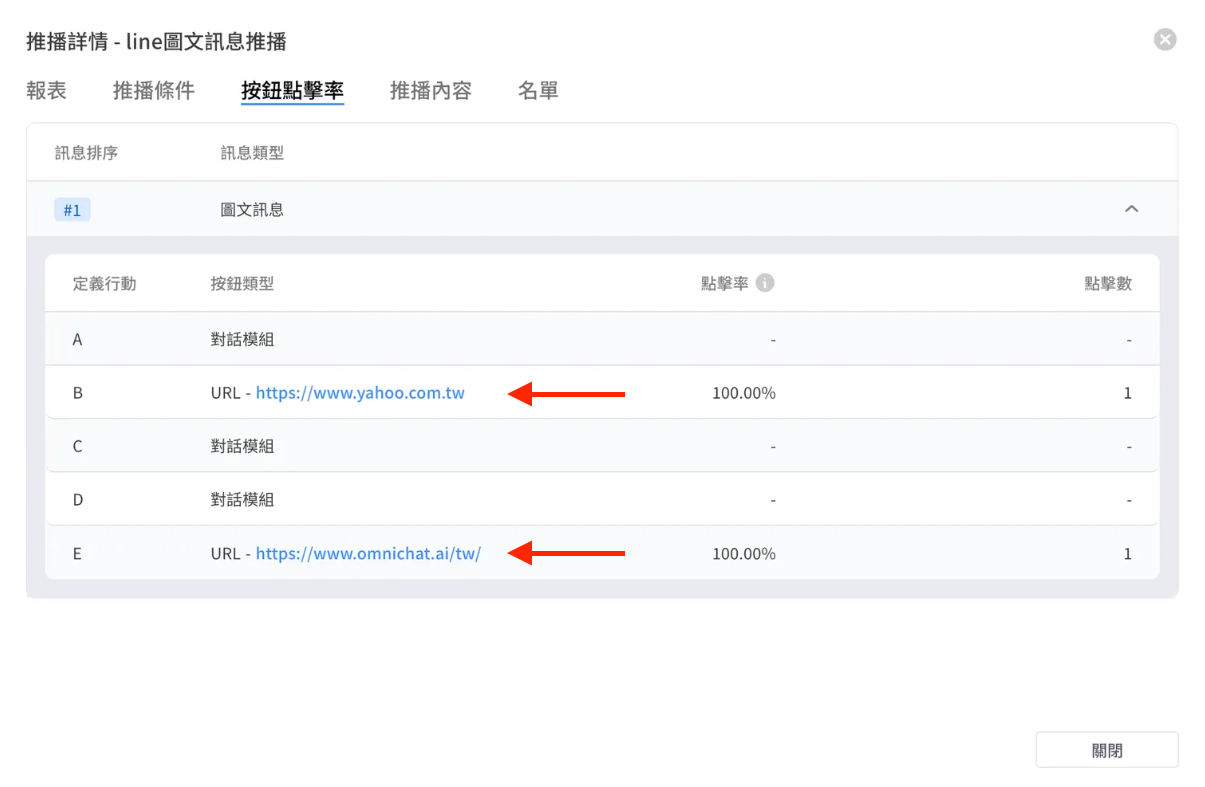 推播詳情 - line圖文訊息推播
報表 推播條件 按鈕點擊率 推播內容 名單
訊息排序 訊息類型
#1 圖文訊息
定義行動 按鈕類型 點擊率 點擊數
A 對話模組 - -
B URL - https://www.yahoo.com.tw 100.00% 1
C 對話模組 - -
D 對話模組 - -
E URL - https://www.omnichat.ai/tw/ 100.00% 1
關閉